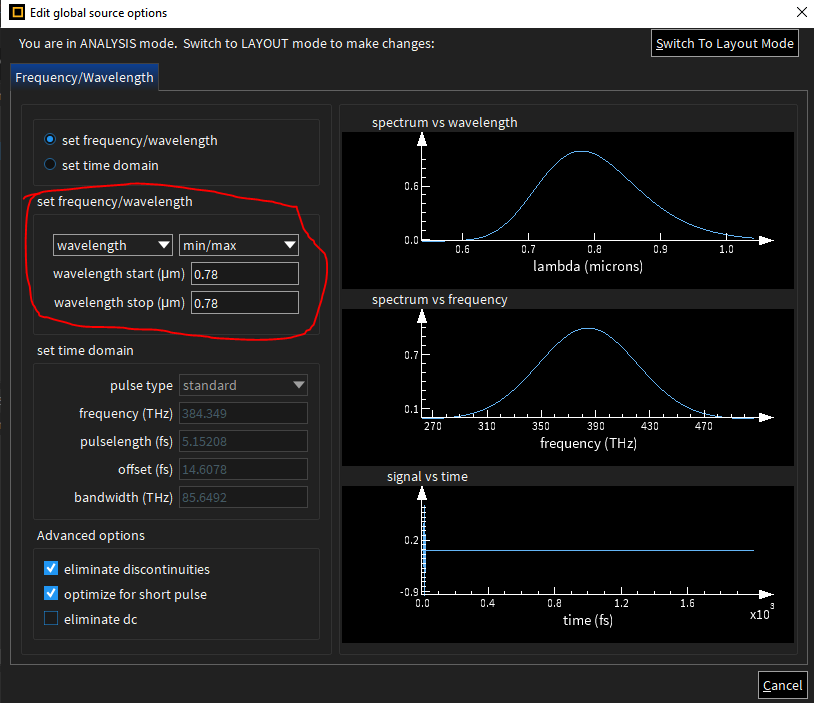 Edit global source options
You are in ANALYSIS mode. Switch to LAYOUT mode to make changes:
Switch To Layout Mode
Frequency/Wavelength
set frequency/wavelength
set time domain
set frequency/wavelength
wavelength min/max
wavelength start (µm) 0.78
wavelength stop (µm) 0.78
set time domain
pulse type standard
frequency (THz) 384.349
pulselength (fs) 5.15208
offset (fs) 14.6078
bandwidth (THz) 85.6492
Advanced options
eliminate discontinuities
optimize for short pulse
eliminate dc
spectrum vs wavelength
0.6
0.0
0.6 0.7 0.8 0.9 1.0
lambda (microns)
spectrum vs frequency
0.7
0.1
270 310 350 390 430 470
frequency (THz)
signal vs time
0.2
-0.9
0.0 0.4 0.8 1.2 1.6
x10³
time (fs)
Cancel